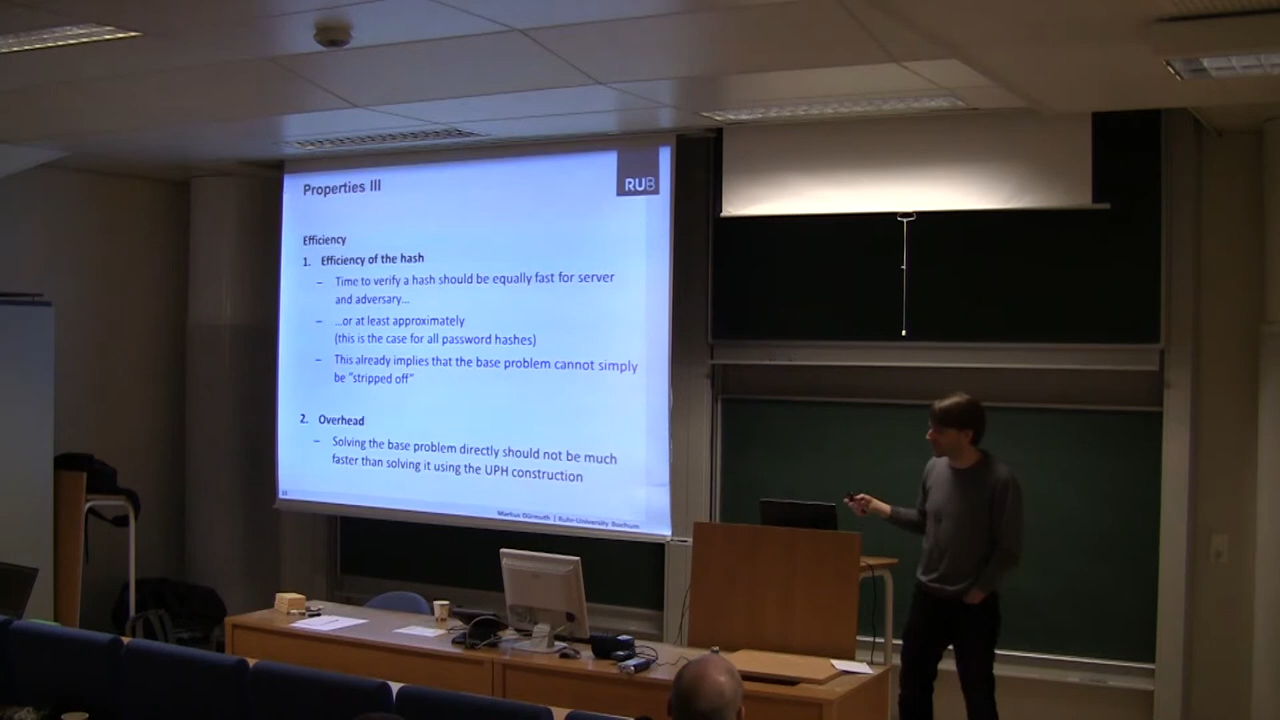 Properties III
RUB
Efficiency
1. Efficiency of the hash
– Time to verify a hash should be equally fast for server
and adversary...
– ...or at least approximately
(this is the case for all password hashes)
– This already implies that the base problem cannot simply
be "stripped off"
2. Overhead
– Solving the base problem directly should not be much
faster than solving it using the UPH construction
Markus Dürmuth | Ruhr-University Bochum